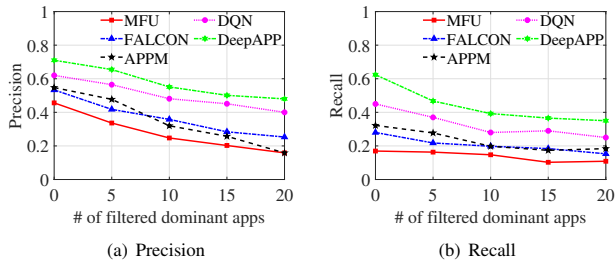 MFU
DQN
FALCON
DeepAPP
APPM
1
0.8
0.6
0.4
0.2
0
Precision
0 5 10 15 20
# of filtered dominant apps
(a) Precision
MFU
DQN
FALCON
DeepAPP
APPM
1
0.8
0.6
0.4
0.2
0
Recall
0 5 10 15 20
# of filtered dominant apps
(b) Recall